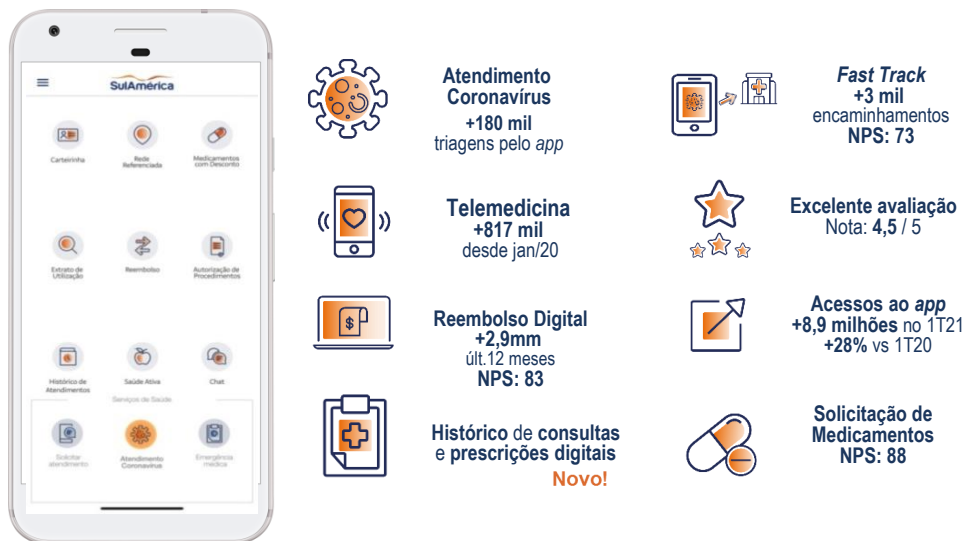 SulAmérica
Carteirinha
Rede
Referenciada
Medicamentos
com Desconto
Extrato de
Utilização
Reembolso
Autorização de
Procedimentos
Histórico de
Atendimentos
Saúde Ativa
Chat
Serviços de Saúde
Solicitar
atendimento
Atendimento
Coronavírus
Emergência
médica
Atendimento
Coronavírus
+180 mil
triagens pelo app
Telemedicina
+817 mil
desde jan/20
$
Reembolso Digital
+2,9mm
últ.12 meses
NPS: 83
Histórico de consultas
e prescrições digitais
Novo!
Fast Track
+3 mil
encaminhamentos
NPS: 73
Excelente avaliação
Nota: 4,5 / 5
Acessos ao app
+8,9 milhões no 1T21
+28% vs 1T20
Solicitação de
Medicamentos
NPS: 88